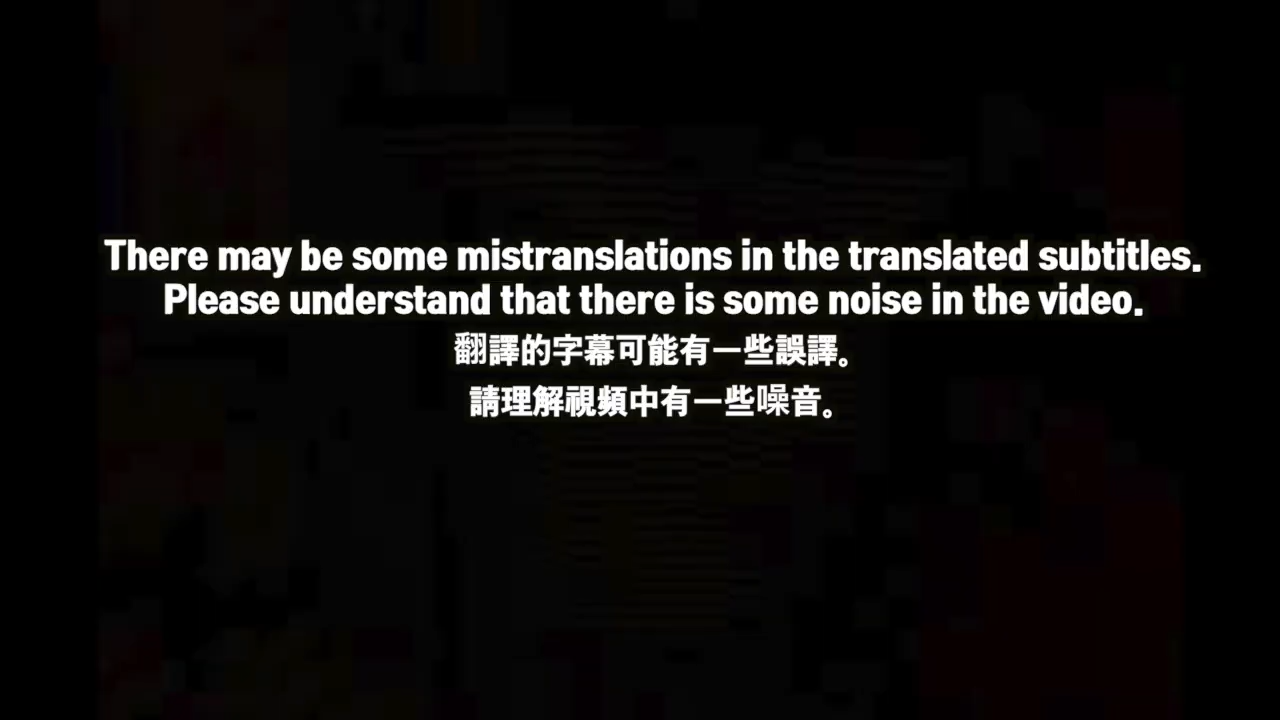 There may be some mistranslations in the translated subtitles.
Please understand that there is some noise in the video.
翻譯的字幕可能有一些誤譯。
請理解視頻中有一些噪音。